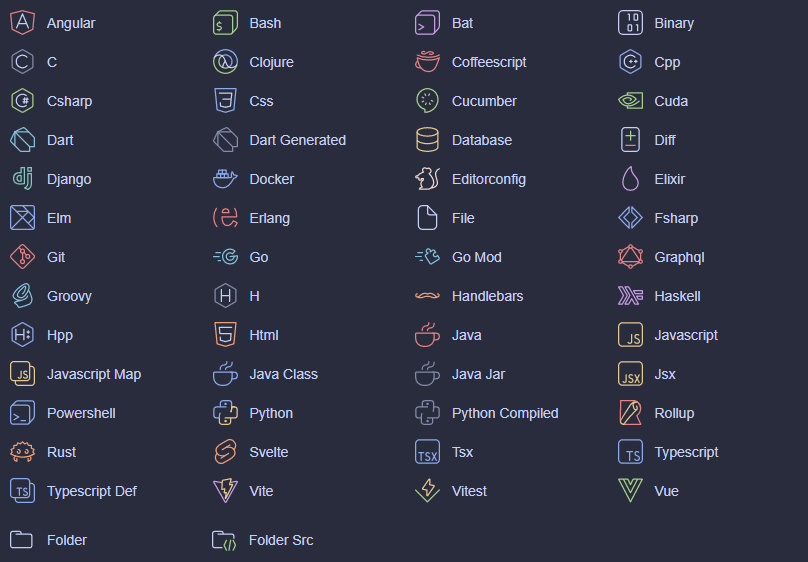 Angular Bash Bat Binary
C Clojure Coffeescript Cpp
Csharp Css Cucumber Cuda
Dart Dart Generated Database Diff
Django Docker Editorconfig Elixir
Elm Erlang File Fsharp
Git Go Go Mod Graphql
Groovy H Handlebars Haskell
Hpp Html Java Javascript
Javascript Map Java Class Java Jar Jsx
Powershell Python Python Compiled Rollup
Rust Svelte Tsx Typescript
Typescript Def Vite Vitest Vue
Folder Folder Src